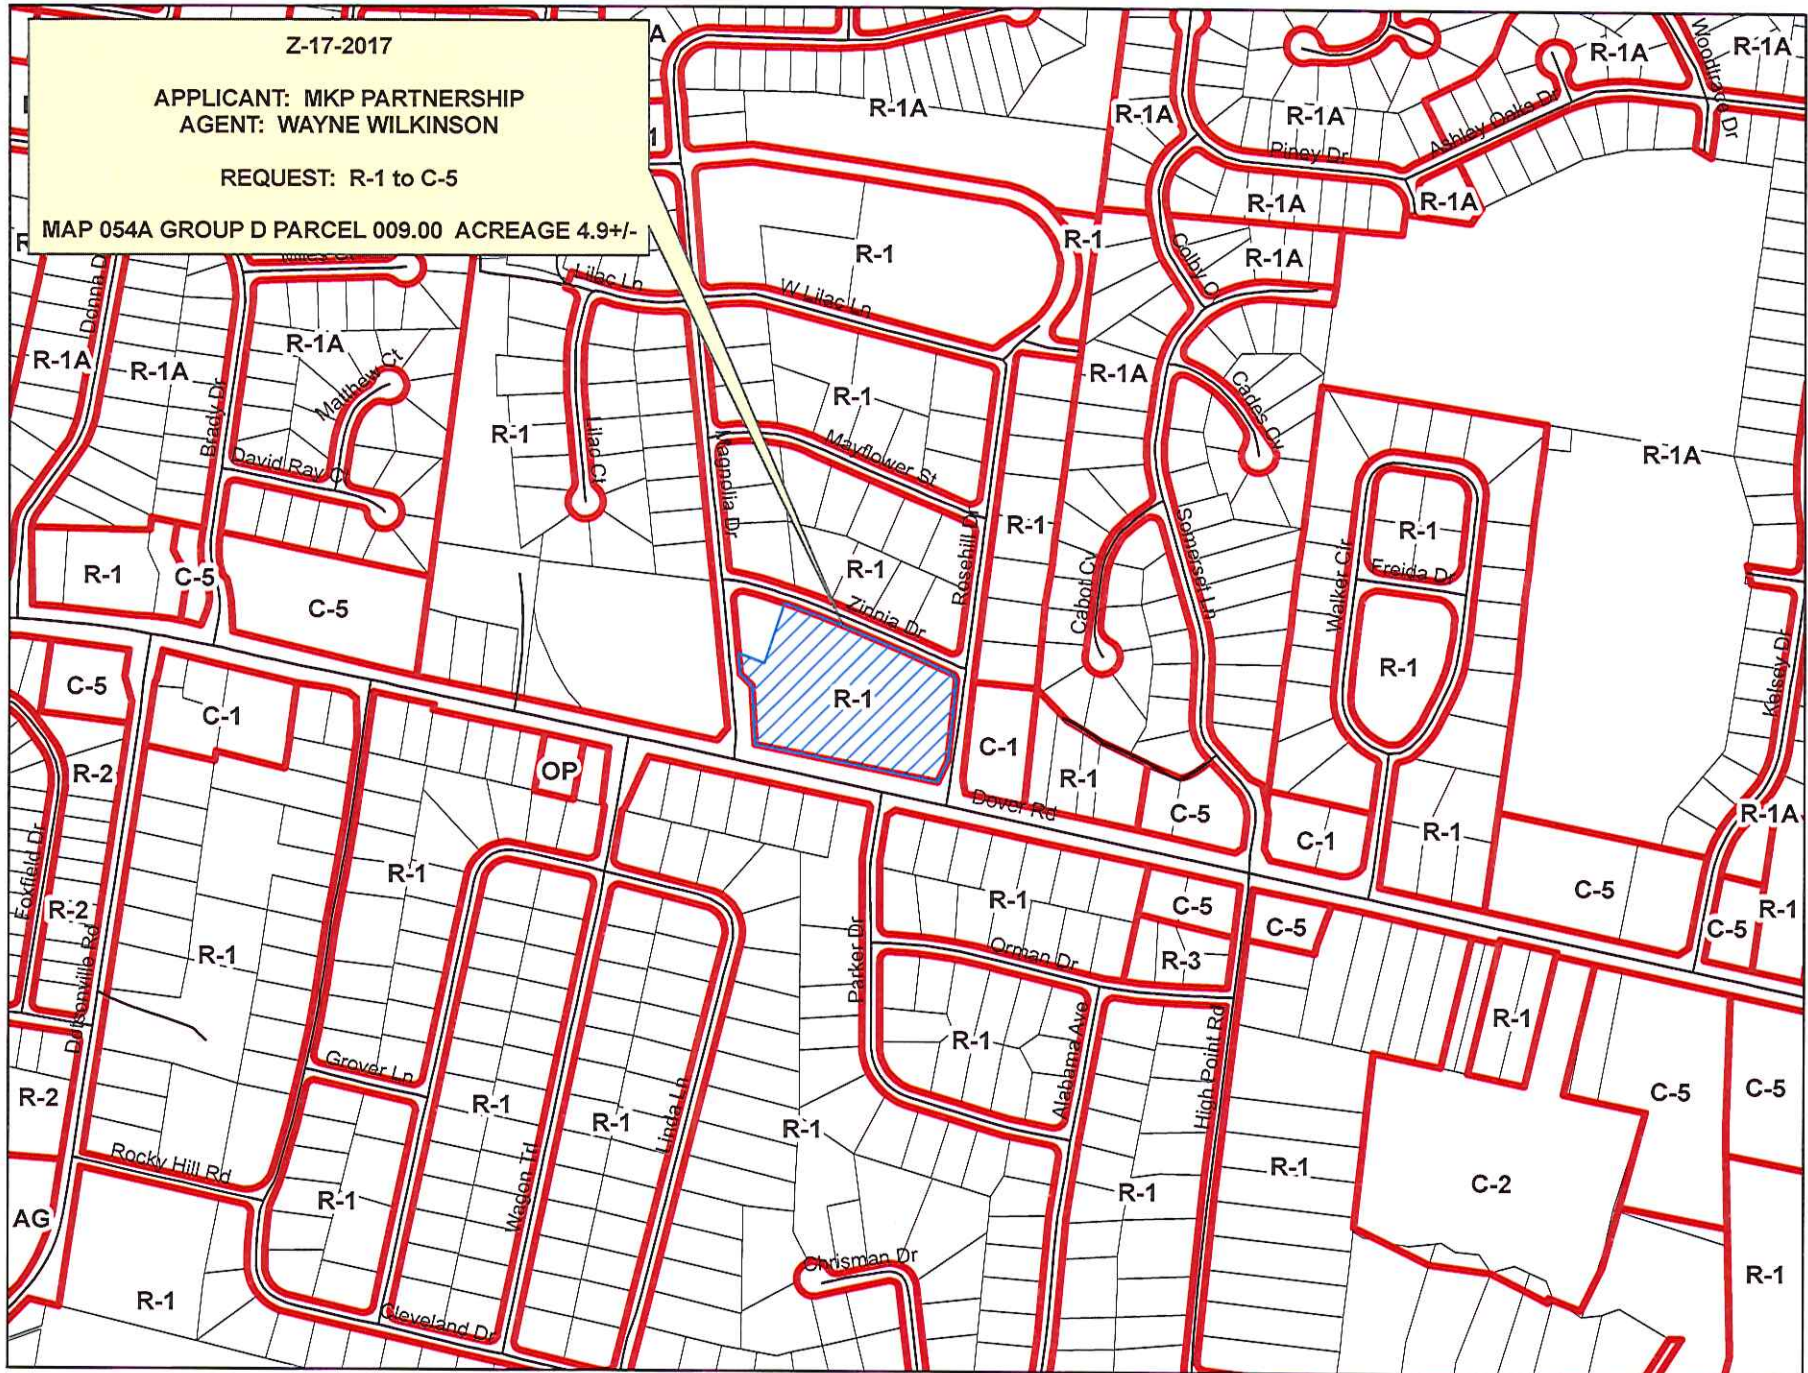 Z-17-2017
APPLICANT: MKP PARTNERSHIP
AGENT: WAYNE WILKINSON
REQUEST: R-1 to C-5
MAP 054A GROUP D PARCEL 009.00 ACREAGE 4.9+/-
A
R-1A
R-1A
R-1A
R-1A
R-1A
Woodtrace Dr
Ashley Oaks Dr
Piney Dr
R-1A
R-1A
R-1
R-1
Colby C
R-1A
Lilac Ln
W Lilac Ln
Donna D
R-1A
R-1A
R-1A
Matthew Ct
Brady Dr
David Ray Ct
R-1
Lilac Ct
Magnolia Dr
R-1
Mayflower St
R-1A
Cades Cv
R-1A
R-1
Rosehill Dr
Somerset Ln
Walker Cir
R-1
Freida Dr
R-1
C-5
C-5
R-1
Zinnia Dr
Cabott Cv
R-1
Kelsey Dr
C-5
C-1
R-1
C-1
R-1
Dover Rd
C-5
C-1
R-1
R-1A
OP
R-2
Foxfield Dr
R-2
Dotsonville Rd
R-1
R-1
Parker Dr
R-1
C-5
C-5
C-5
C-5
R-1
Orman Dr
R-3
R-1
Alabama Ave
High Point Rd
R-1
C-5
C-5
R-2
Grover Ln
R-1
R-1
Linda Ln
Wagon Trl
R-1
R-1
R-1
C-2
Rocky Hill Rd
R-1
AG
R-1
Cleveland Dr
Chrisman Dr
R-1